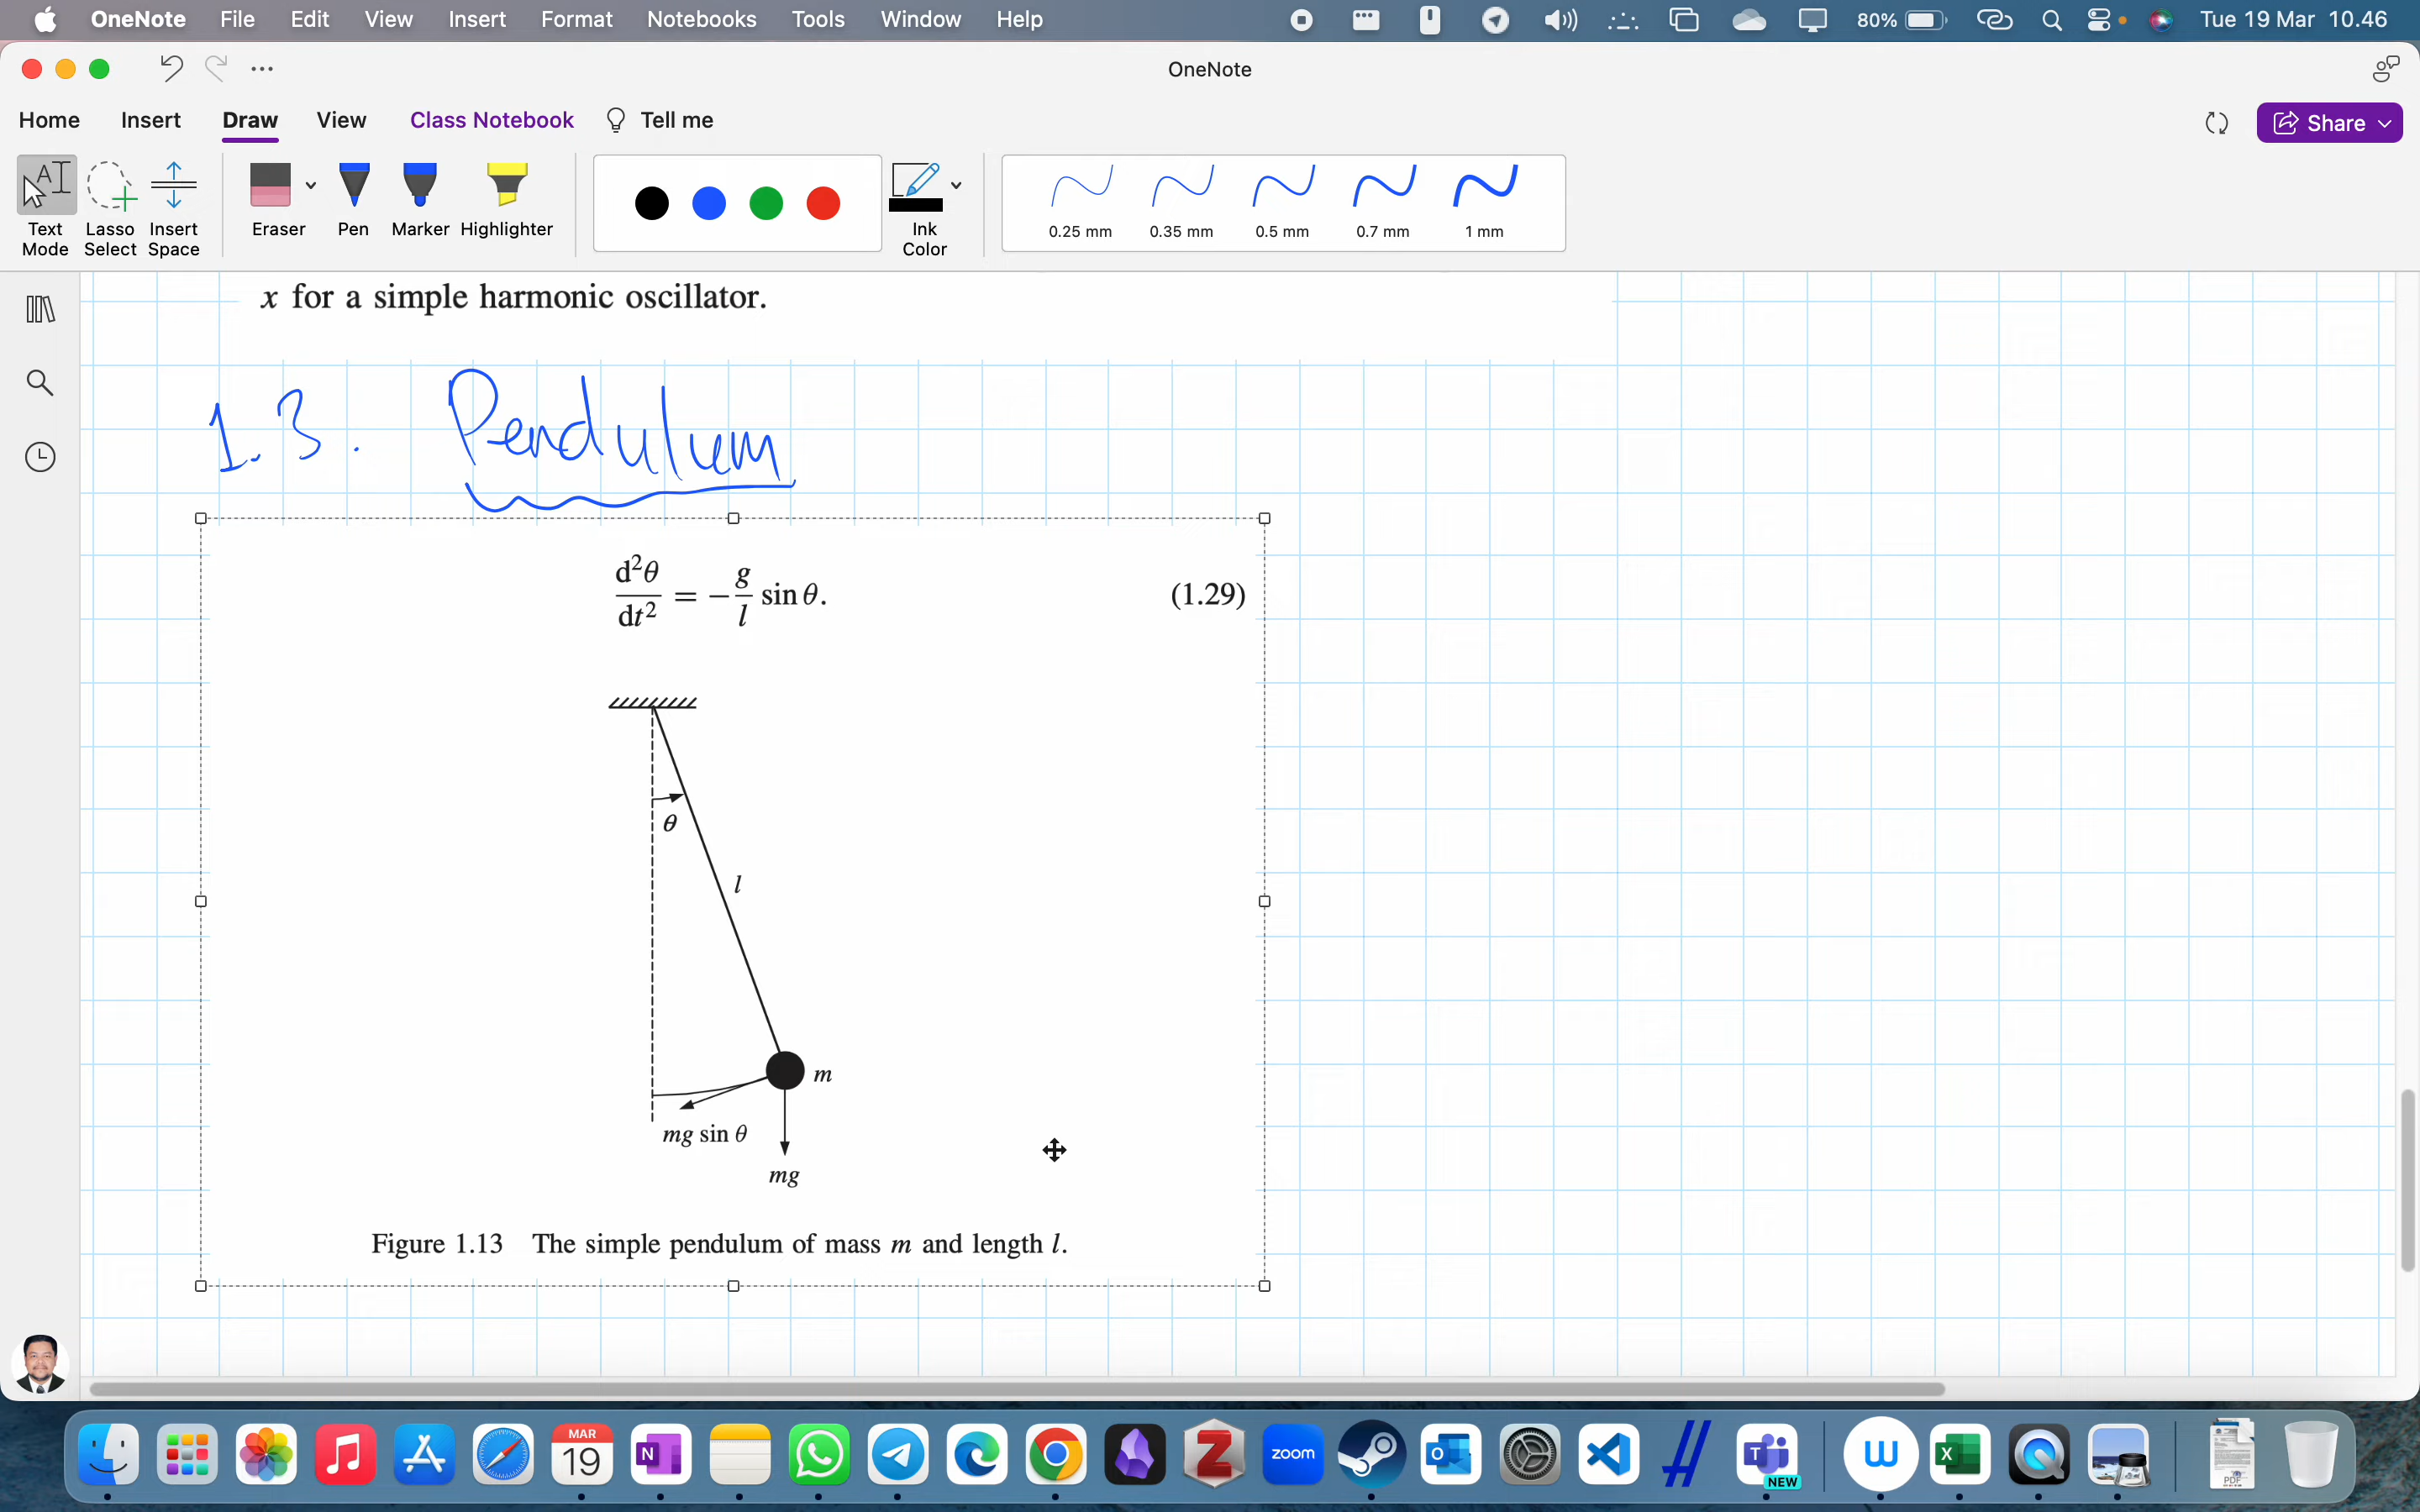 OneNote File Edit View Insert Format Notebooks Tools Window Help 80% Tue 19 Mar 10.46
OneNote
Home Insert Draw View Class Notebook Tell me Share
Text Mode Lasso Select Insert Space Eraser Pen Marker Highlighter Ink Color 0.25 mm 0.35 mm 0.5 mm 0.7 mm 1 mm
x for a simple harmonic oscillator.
1.3. Pendulum
d²θ/dt² = −g/l sin θ. (1.29)
θ
l
m
mg sin θ
mg
Figure 1.13 The simple pendulum of mass m and length l.
MAR
19
N
Z
zoom
O
T
NEW
W
X
PDF